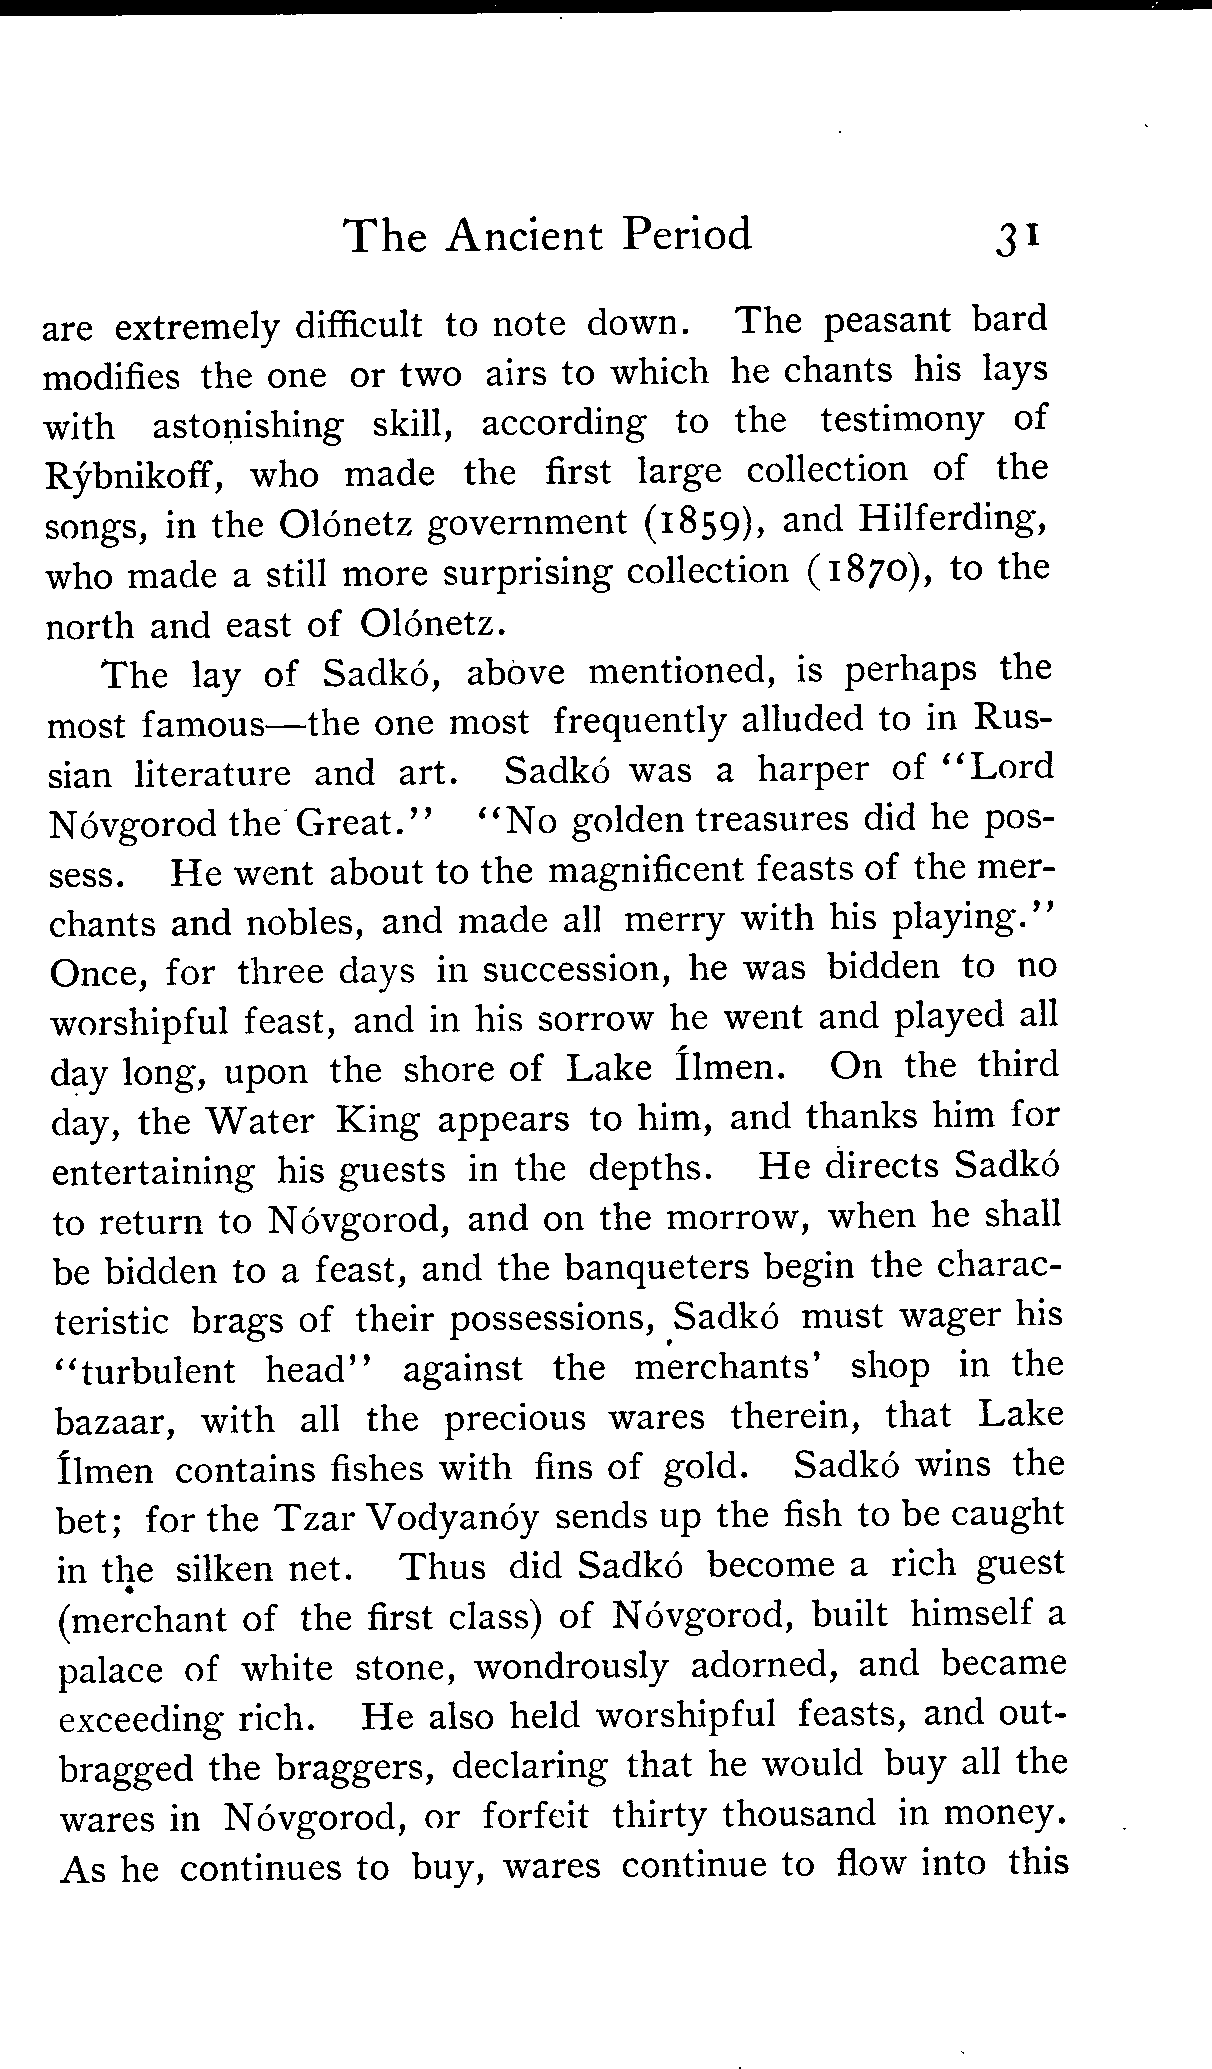 The Ancient Period 31
are extremely difficult to note down. The peasant bard
modifies the one or two airs to which he chants his lays
with astonishing skill, according to the testimony of
Rýbnikoff, who made the first large collection of the
songs, in the Olónetz government (1859), and Hilferding,
who made a still more surprising collection (1870), to the
north and east of Olónetz.
The lay of Sadkó, above mentioned, is perhaps the
most famous—the one most frequently alluded to in Rus-
sian literature and art. Sadkó was a harper of "Lord
Nóvgorod the Great." "No golden treasures did he pos-
sess. He went about to the magnificent feasts of the mer-
chants and nobles, and made all merry with his playing."
Once, for three days in succession, he was bidden to no
worshipful feast, and in his sorrow he went and played all
day long, upon the shore of Lake Ílmen. On the third
day, the Water King appears to him, and thanks him for
entertaining his guests in the depths. He directs Sadkó
to return to Nóvgorod, and on the morrow, when he shall
be bidden to a feast, and the banqueters begin the charac-
teristic brags of their possessions, Sadkó must wager his
"turbulent head" against the merchants' shop in the
bazaar, with all the precious wares therein, that Lake
Ílmen contains fishes with fins of gold. Sadkó wins the
bet; for the Tzar Vodyanóy sends up the fish to be caught
in the silken net. Thus did Sadkó become a rich guest
(merchant of the first class) of Nóvgorod, built himself a
palace of white stone, wondrously adorned, and became
exceeding rich. He also held worshipful feasts, and out-
bragged the braggers, declaring that he would buy all the
wares in Nóvgorod, or forfeit thirty thousand in money.
As he continues to buy, wares continue to flow into this